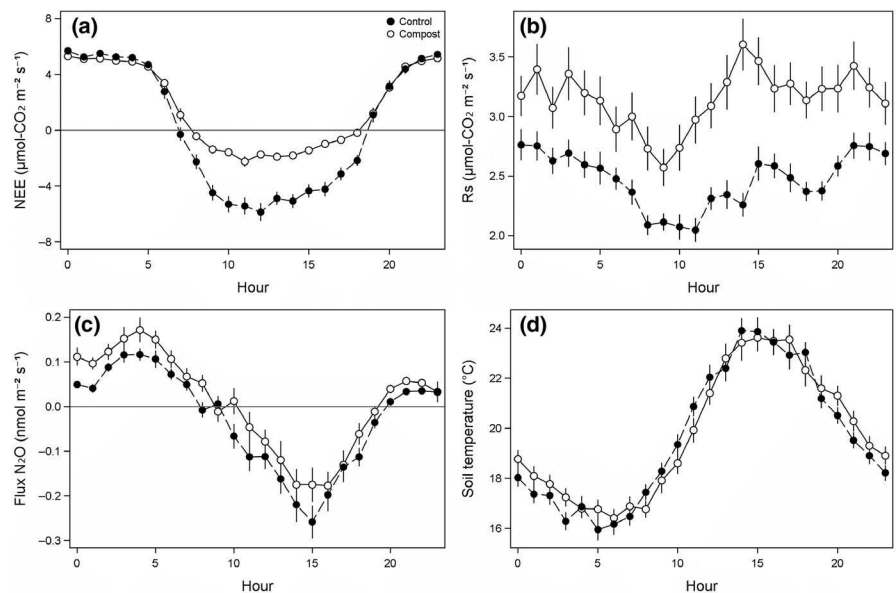 (a)
Control
Compost
NEE (μmol-CO₂ m⁻² s⁻¹)
8
4
0
−4
−8
0
5
10
15
20
Hour
(b)
Rs (μmol-CO₂ m⁻² s⁻¹)
3.5
3.0
2.5
2.0
0
5
10
15
20
Hour
(c)
Flux N₂O (nmol m⁻² s⁻¹)
0.2
0.1
0.0
−0.1
−0.2
−0.3
0
5
10
15
20
Hour
(d)
Soil temperature (°C)
24
22
20
18
16
0
5
10
15
20
Hour